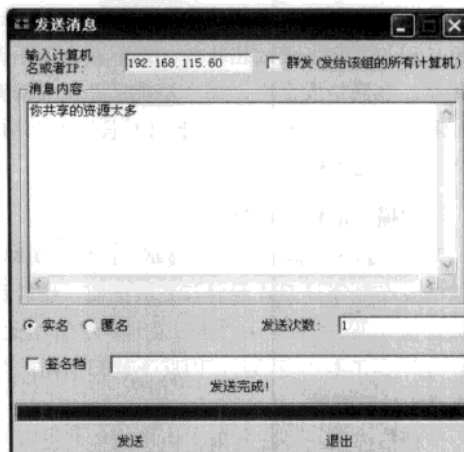 发送消息
输入计算机
名或者IP:
192.168.115.60
群发(发给该组的所有计算机)
消息内容
你共享的资源太多
实名
匿名
发送次数:
1
签名档
发送完成!
发送
退出